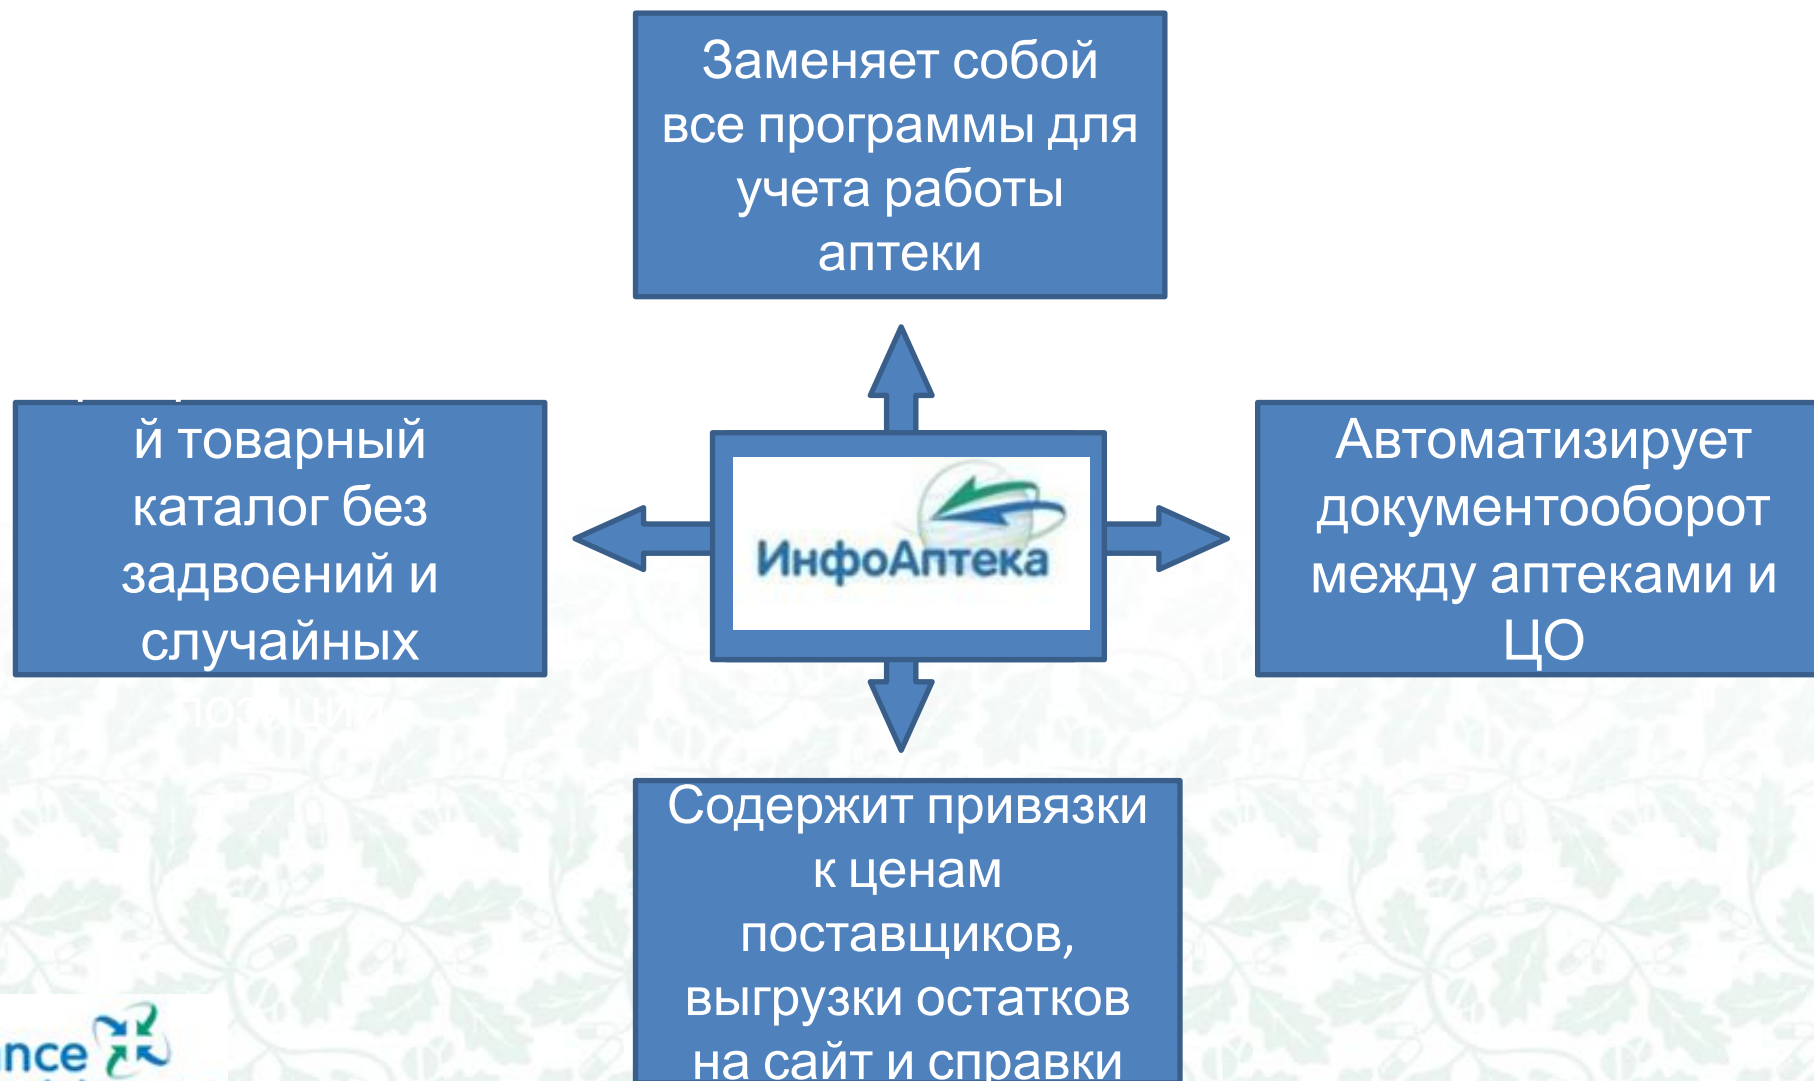 Заменяет собой
все программы для
учета работы
аптеки
й товарный
каталог без
задвоений и
случайных
позиций
ИнфоАптека
Автоматизирует
документооборот
между аптеками и
ЦО
Содержит привязки
к ценам
поставщиков,
выгрузки остатков
на сайт и справки
nce